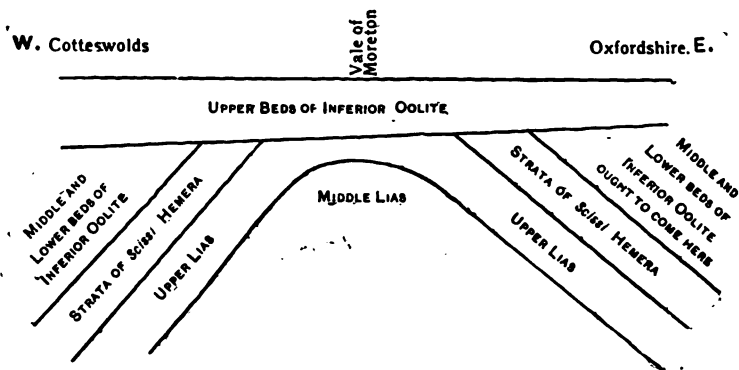 W. Cotteswolds
Vale of
Moreton
Oxfordshire. E.
UPPER BEDS OF INFERIOR OOLITE
MIDDLE AND
LOWER BEDS OF
INFERIOR OOLITE
STRATA OF Scissi HEMERA
UPPER LIAS
MIDDLE LIAS
UPPER LIAS
STRATA OF Scissi HEMERA
MIDDLE AND
LOWER BEDS OF
INFERIOR OOLITE
OUGHT TO COME HERE